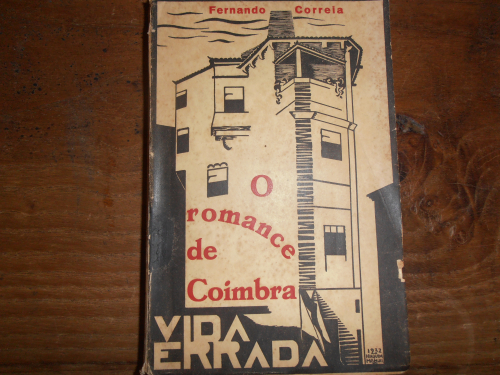 Fernando Correia
O
romance
de
Coimbra
VIDA
ERRADA